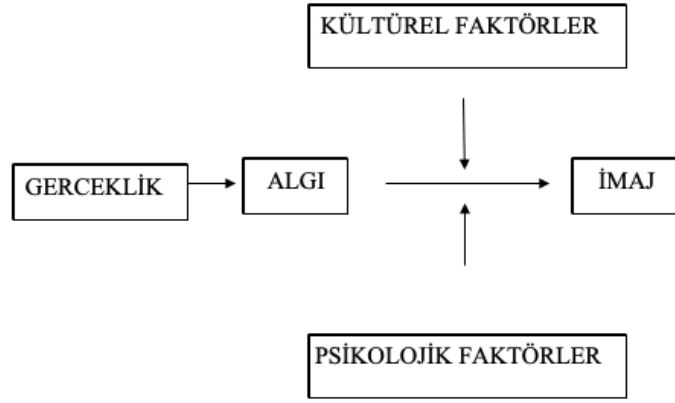 KÜLTÜREL FAKTÖRLER
GERCEKLİK
ALGI
İMAJ
PSİKOLOJİK FAKTÖRLER